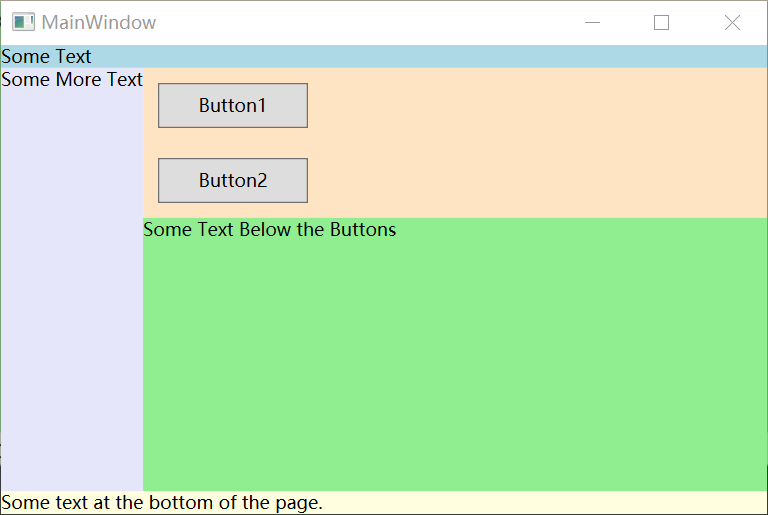 MainWindow
Some Text
Some More Text
Button1
Button2
Some Text Below the Buttons
Some text at the bottom of the page.